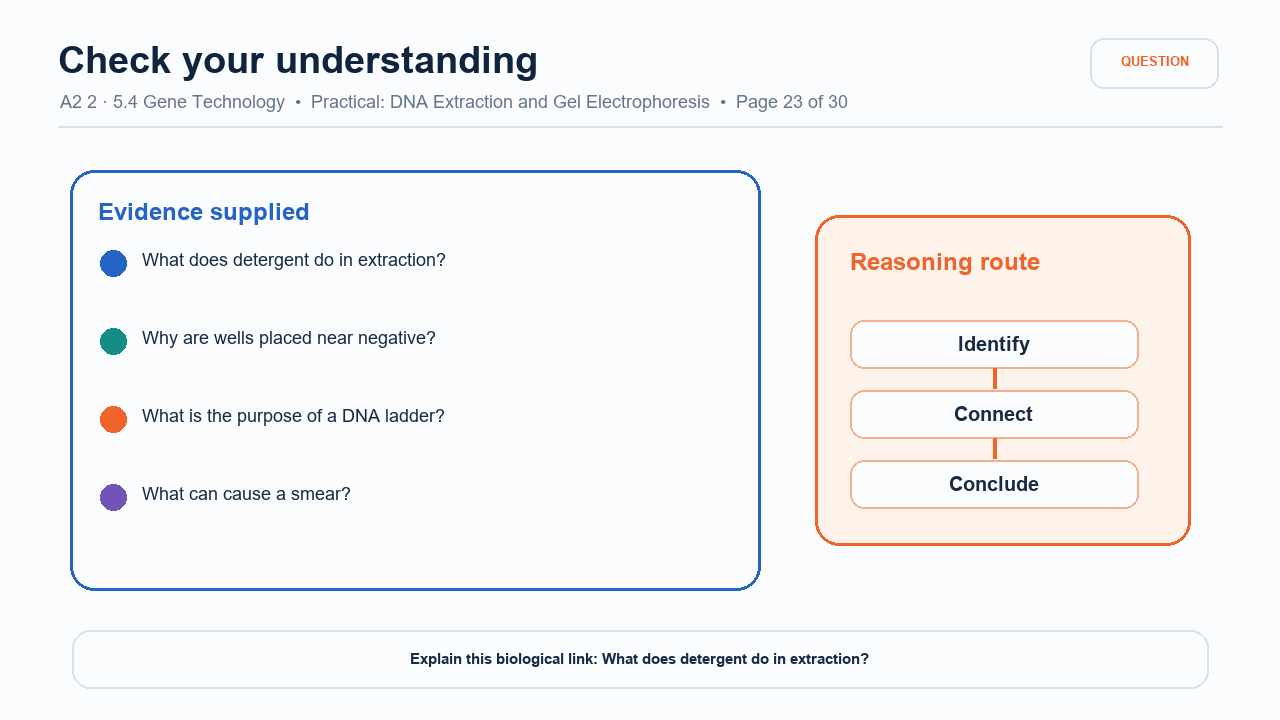 Check your understanding
QUESTION
A2 2 · 5.4 Gene Technology • Practical: DNA Extraction and Gel Electrophoresis • Page 23 of 30
Evidence supplied
What does detergent do in extraction?
Why are wells placed near negative?
What is the purpose of a DNA ladder?
What can cause a smear?
Reasoning route
Identify
Connect
Conclude
Explain this biological link: What does detergent do in extraction?